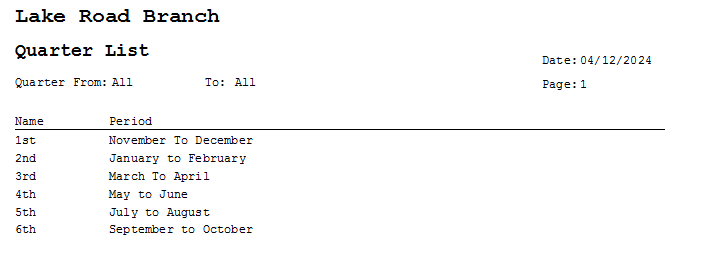 Lake Road Branch
Quarter List
Date: 04/12/2024
Quarter From: All To: All
Page: 1
Name Period
1st November To December
2nd January to February
3rd March To April
4th May to June
5th July to August
6th September to October